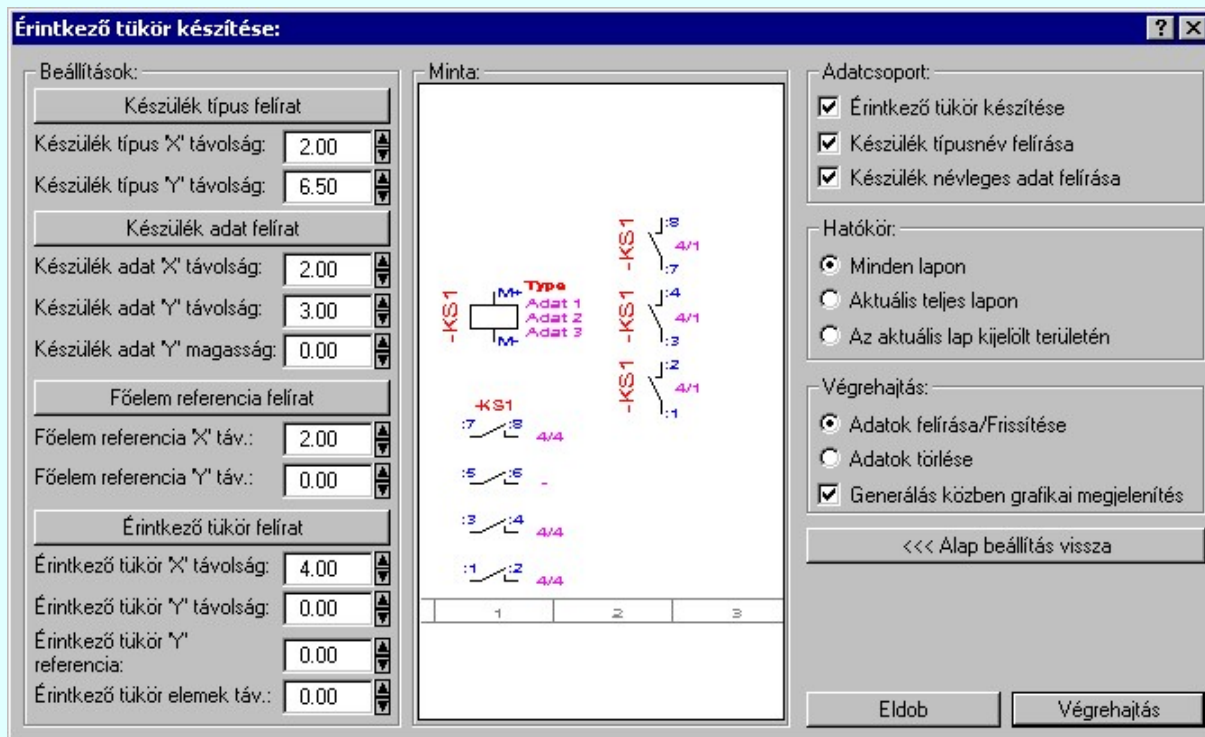 Érintkező tükör készítése:
Beállítások:
Készülék típus felírat
Készülék típus 'X' távolság: 2.00
Készülék típus 'Y' távolság: 6.50
Készülék adat felírat
Készülék adat 'X' távolság: 2.00
Készülék adat 'Y' távolság: 3.00
Készülék adat 'Y' magasság: 0.00
Főelem referencia felírat
Főelem referencia 'X' táv.: 2.00
Főelem referencia 'Y' táv.: 0.00
Érintkező tükör felírat
Érintkező tükör 'X' távolság: 4.00
Érintkező tükör 'Y' távolság: 0.00
Érintkező tükör 'Y'
referencia: 0.00
Érintkező tükör elemek táv.: 0.00
Minta:
-KS1
M+
Type
Adat 1
Adat 2
Adat 3
M-
-KS1
:8
4/1
:7
-KS1
:4
4/1
:3
-KS1
:2
4/1
:1
-KS1
:7 :8 4/4
:5 :6 -
:3 :4 4/4
:1 :2 4/4
1 2 3
Adatcsoport:
Érintkező tükör készítése
Készülék típusnév felírása
Készülék névleges adat felírása
Hatókör:
Minden lapon
Aktuális teljes lapon
Az aktuális lap kijelölt területén
Végrehajtás:
Adatok felírása/Frissítése
Adatok törlése
Generálás közben grafikai megjelenítés
<<< Alap beállítás vissza
Eldob
Végrehajtás